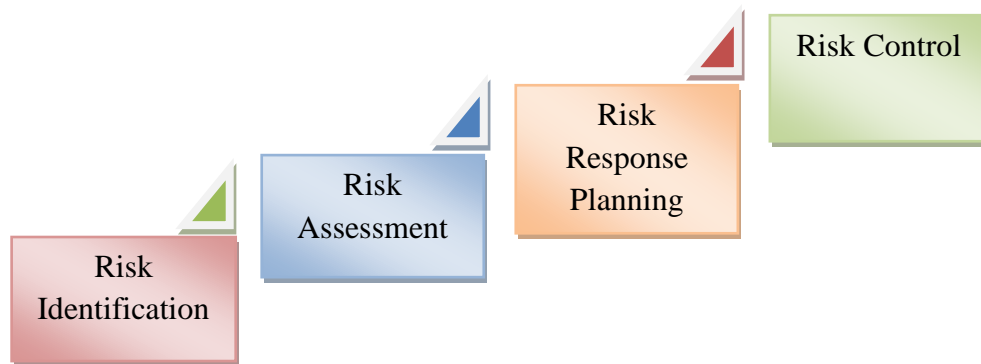 Risk
Identification
Risk
Assessment
Risk
Response
Planning
Risk Control